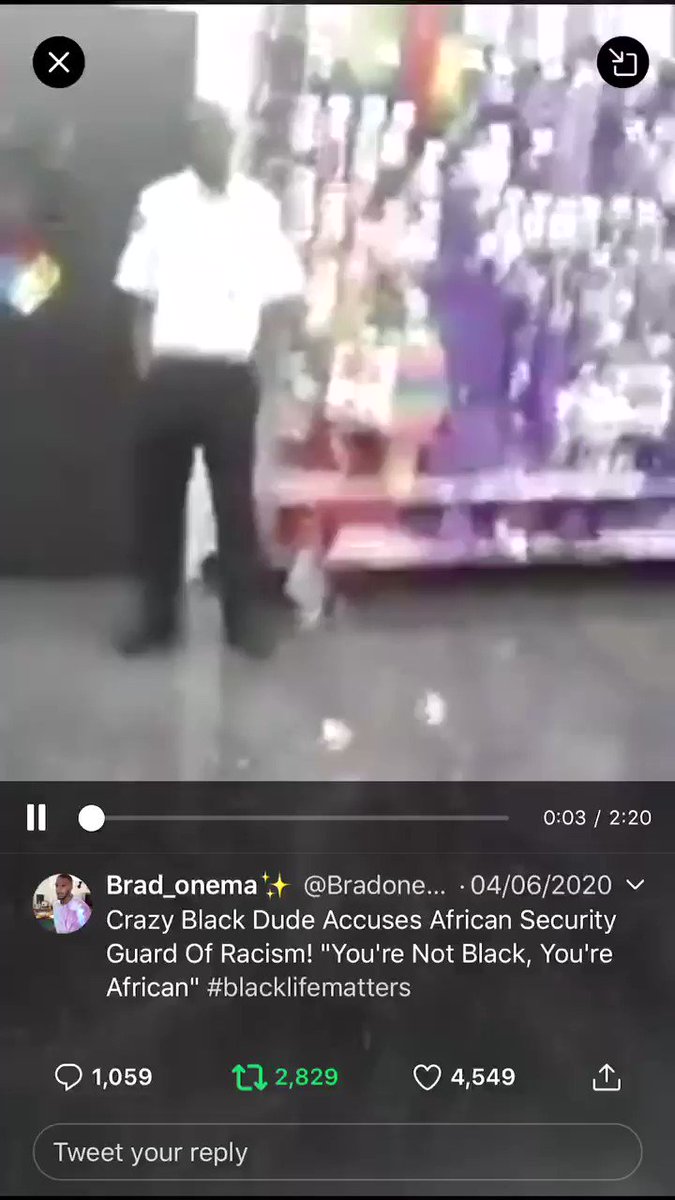 0:03 / 2:20
Brad_onema✨ @Bradone... · 04/06/2020
Crazy Black Dude Accuses African Security
Guard Of Racism! "You're Not Black, You're
African" #blacklifematters
1,059 2,829 4,549
Tweet your reply